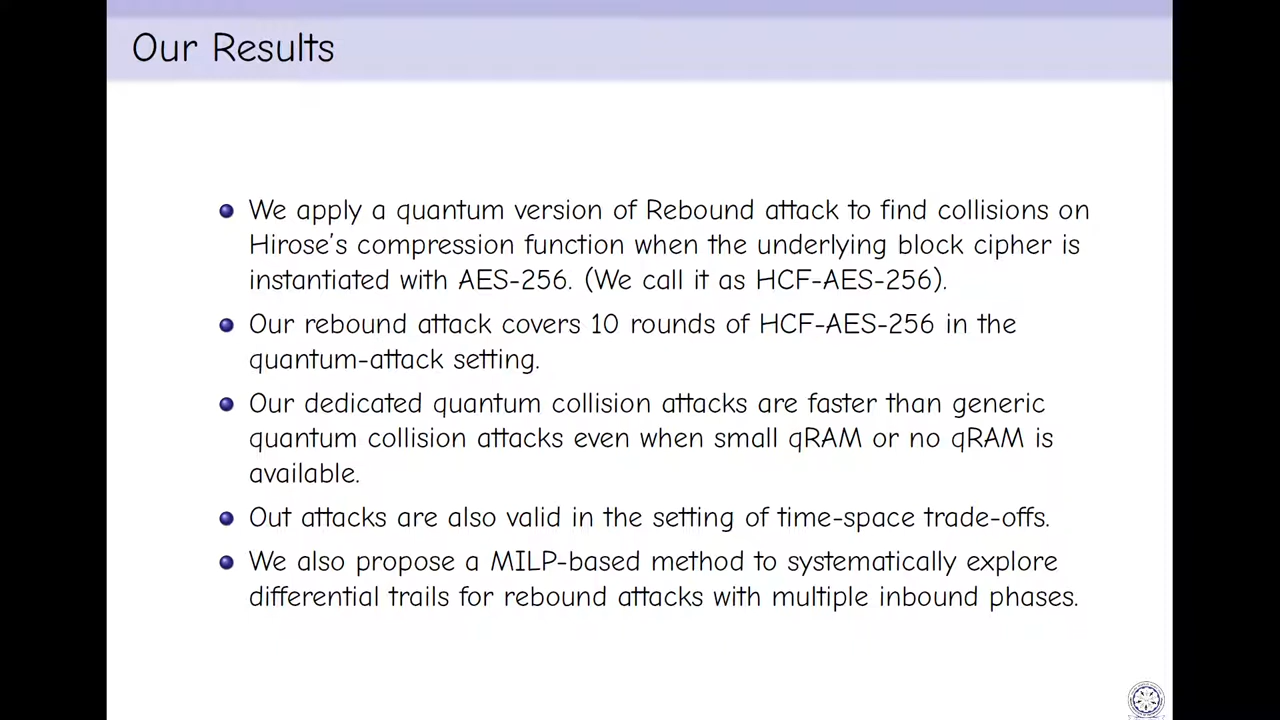 Our Results
We apply a quantum version of Rebound attack to find collisions on
Hirose's compression function when the underlying block cipher is
instantiated with AES-256. (We call it as HCF-AES-256).
Our rebound attack covers 10 rounds of HCF-AES-256 in the
quantum-attack setting.
Our dedicated quantum collision attacks are faster than generic
quantum collision attacks even when small qRAM or no qRAM is
available.
Out attacks are also valid in the setting of time-space trade-offs.
We also propose a MILP-based method to systematically explore
differential trails for rebound attacks with multiple inbound phases.